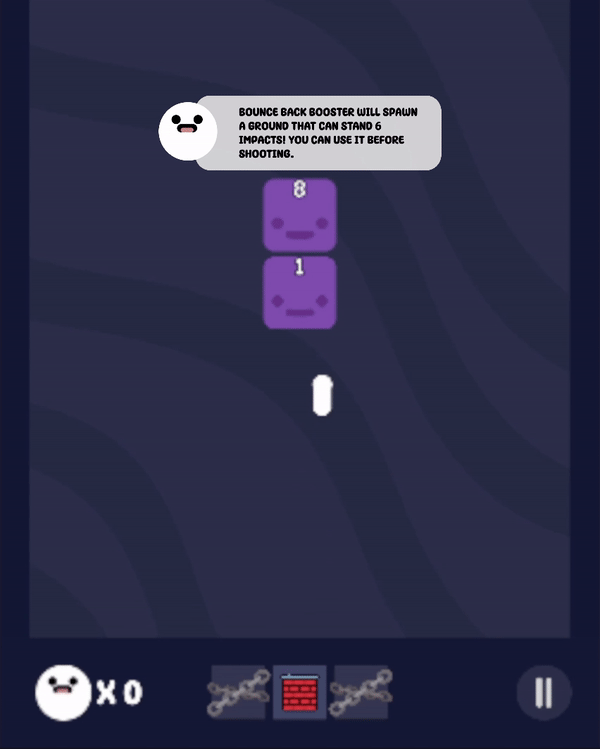 BOUNCE BACK BOOSTER WILL SPAWN
A GROUND THAT CAN STAND 6
IMPACTS! YOU CAN USE IT BEFORE
SHOOTING.
8
1
X 0